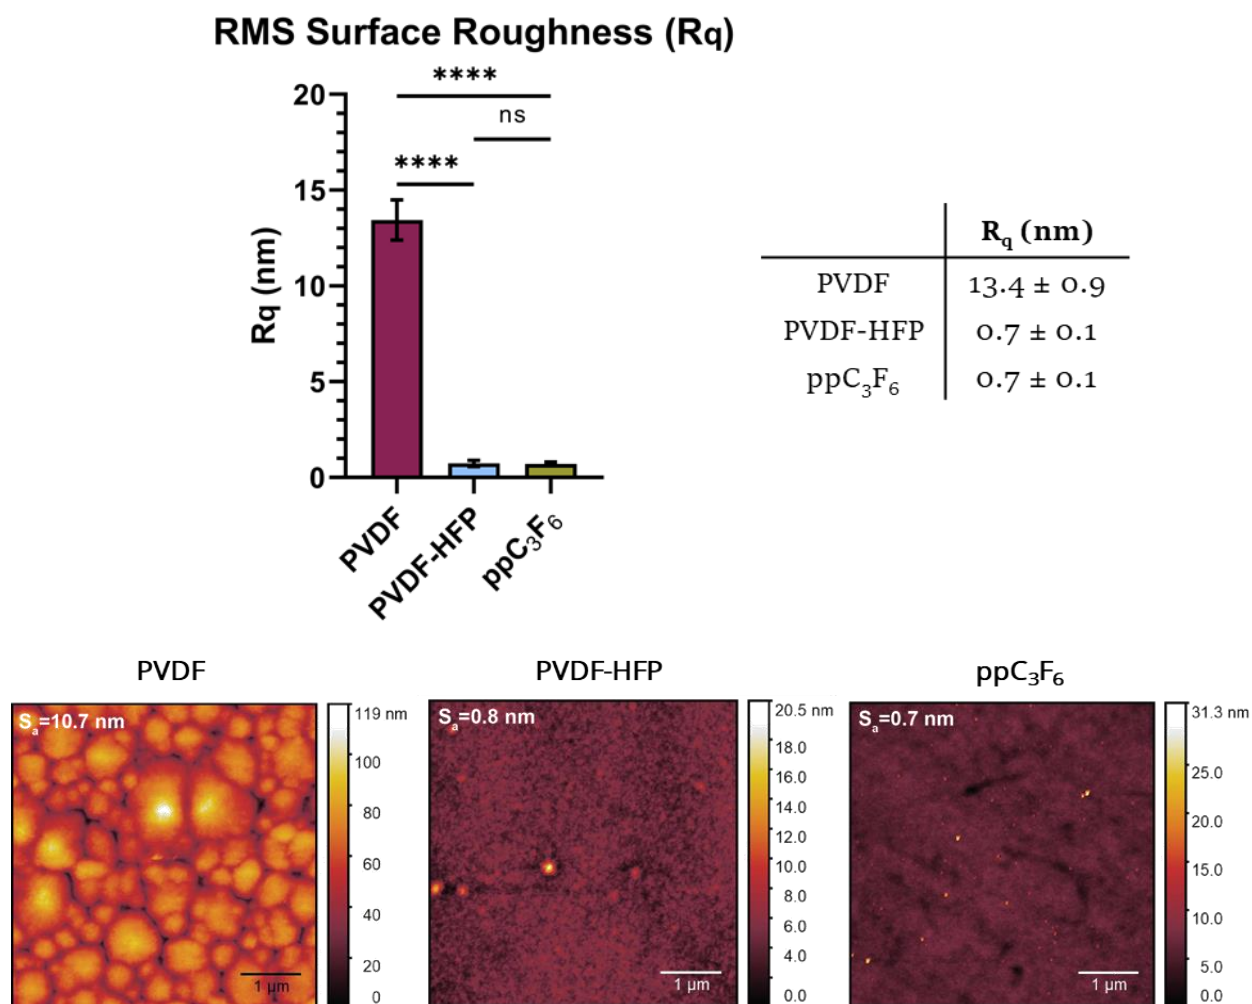 RMS Surface Roughness (Rq)
****
ns
****
20
15
10
5
0
Rq (nm)
PVDF
PVDF-HFP
ppC₃F₆
Rq (nm)
PVDF 13.4 ± 0.9
PVDF-HFP 0.7 ± 0.1
ppC₃F₆ 0.7 ± 0.1
PVDF
Sa=10.7 nm
1 µm
119 nm
100
80
60
40
20
0
PVDF-HFP
Sa=0.8 nm
1 µm
20.5 nm
18.0
16.0
14.0
12.0
10.0
8.0
6.0
4.0
0.0
ppC₃F₆
Sa=0.7 nm
1 µm
31.3 nm
25.0
20.0
15.0
10.0
5.0
0.0